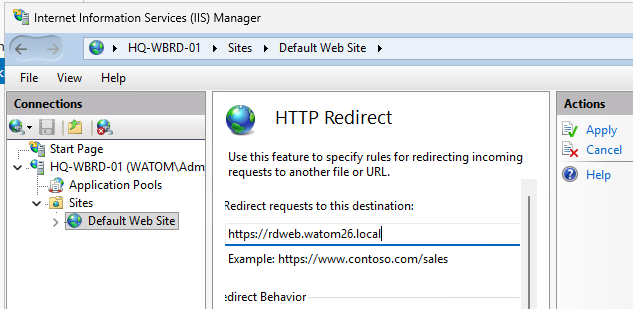 Internet Information Services (IIS) Manager
HQ-WBRD-01 Sites Default Web Site
File View Help
Connections
Start Page
HQ-WBRD-01 (WATOM\Adm
Application Pools
Sites
Default Web Site
HTTP Redirect
Use this feature to specify rules for redirecting incoming
requests to another file or URL.
Redirect requests to this destination:
https://rdweb.watom26.local
Example: https://www.contoso.com/sales
edirect Behavior
Actions
Apply
Cancel
Help